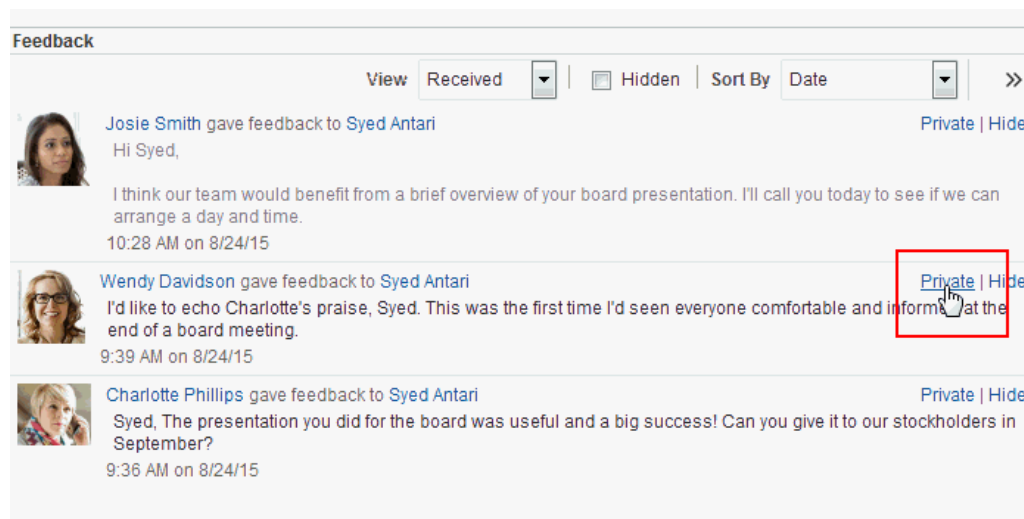 Feedback
View Received Hidden Sort By Date »
Josie Smith gave feedback to Syed Antari Private | Hide
Hi Syed,
I think our team would benefit from a brief overview of your board presentation. I'll call you today to see if we can
arrange a day and time.
10:28 AM on 8/24/15
Wendy Davidson gave feedback to Syed Antari Private | Hide
I'd like to echo Charlotte's praise, Syed. This was the first time I'd seen everyone comfortable and informed at the
end of a board meeting.
9:39 AM on 8/24/15
Charlotte Phillips gave feedback to Syed Antari Private | Hide
Syed, The presentation you did for the board was useful and a big success! Can you give it to our stockholders in
September?
9:36 AM on 8/24/15